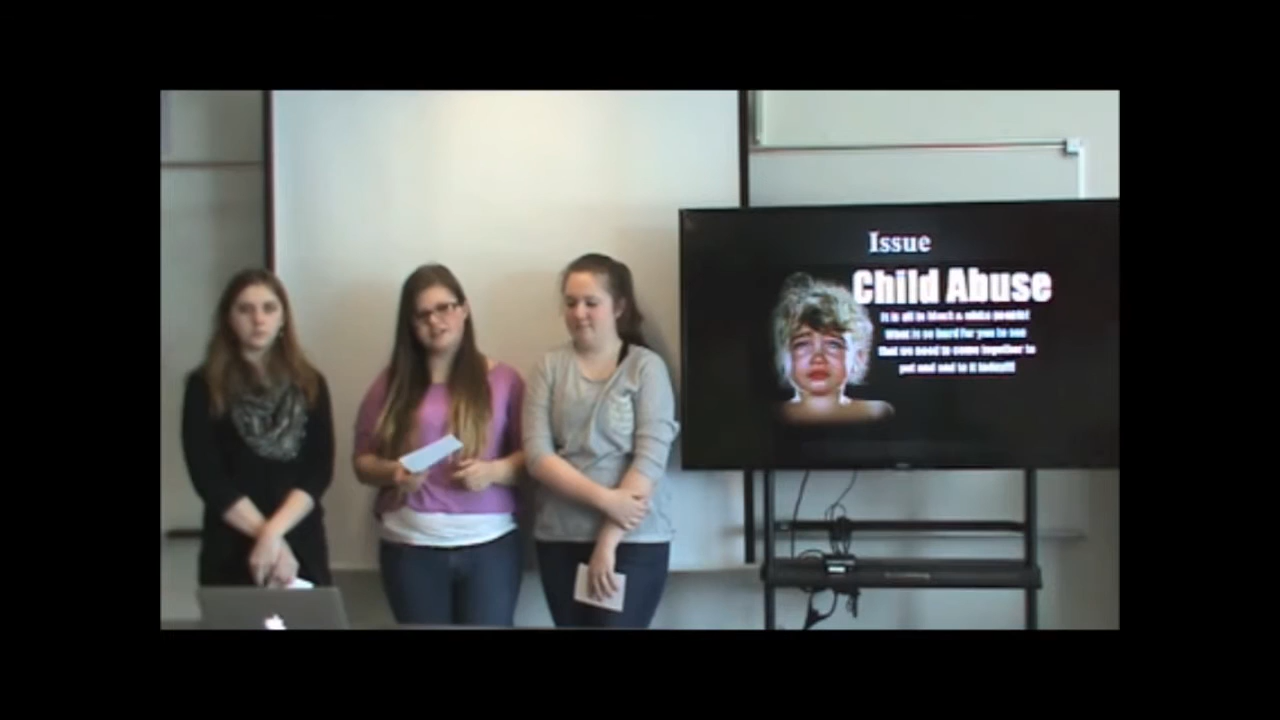 Issue
Child Abuse
It is all in black & white people!
What is so hard for you to see
that we need to come together to
put and end to it today!!!